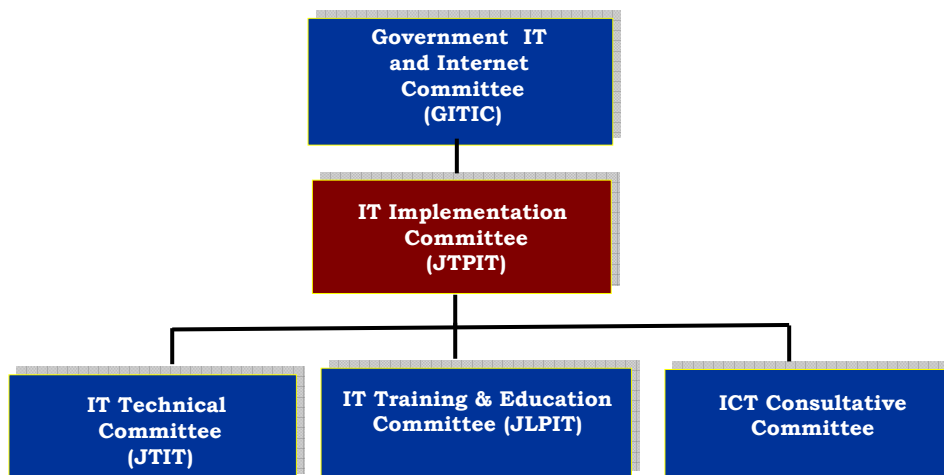 Government IT
and Internet
Committee
(GITIC)
IT Implementation
Committee
(JTPIT)
IT Technical
Committee
(JTIT)
IT Training & Education
Committee (JLPIT)
ICT Consultative
Committee